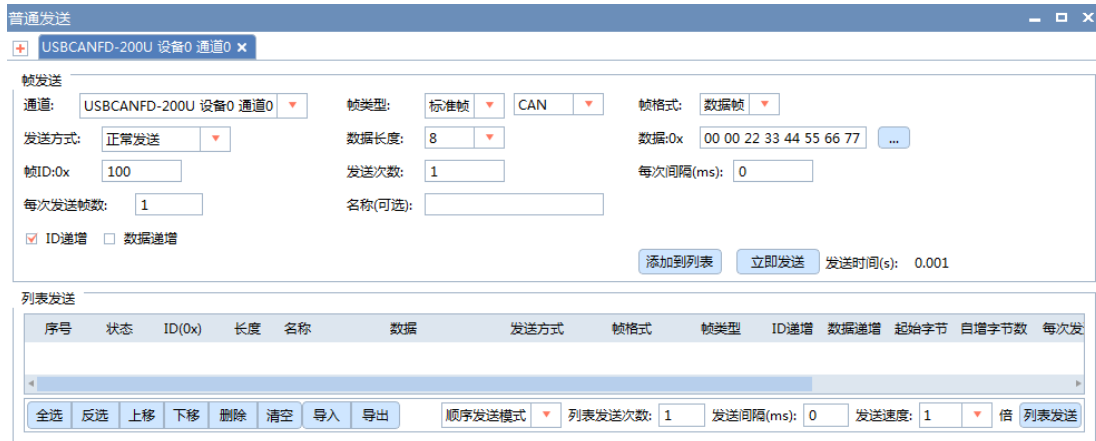 普通发送
USBCANFD-200U 设备0 通道0
帧发送
通道: USBCANFD-200U 设备0 通道0 帧类型: 标准帧 CAN 帧格式: 数据帧
发送方式: 正常发送 数据长度: 8 数据:0x 00 00 22 33 44 55 66 77 ...
帧ID:0x 100 发送次数: 1 每次间隔(ms): 0
每次发送帧数: 1 名称(可选):
ID递增 数据递增
添加到列表 立即发送 发送时间(s): 0.001
列表发送
序号 状态 ID(0x) 长度 名称 数据 发送方式 帧格式 帧类型 ID递增 数据递增 起始字节 自增字节数 每次发
全选 反选 上移 下移 删除 清空 导入 导出 顺序发送模式 列表发送次数: 1 发送间隔(ms): 0 发送速度: 1 倍 列表发送